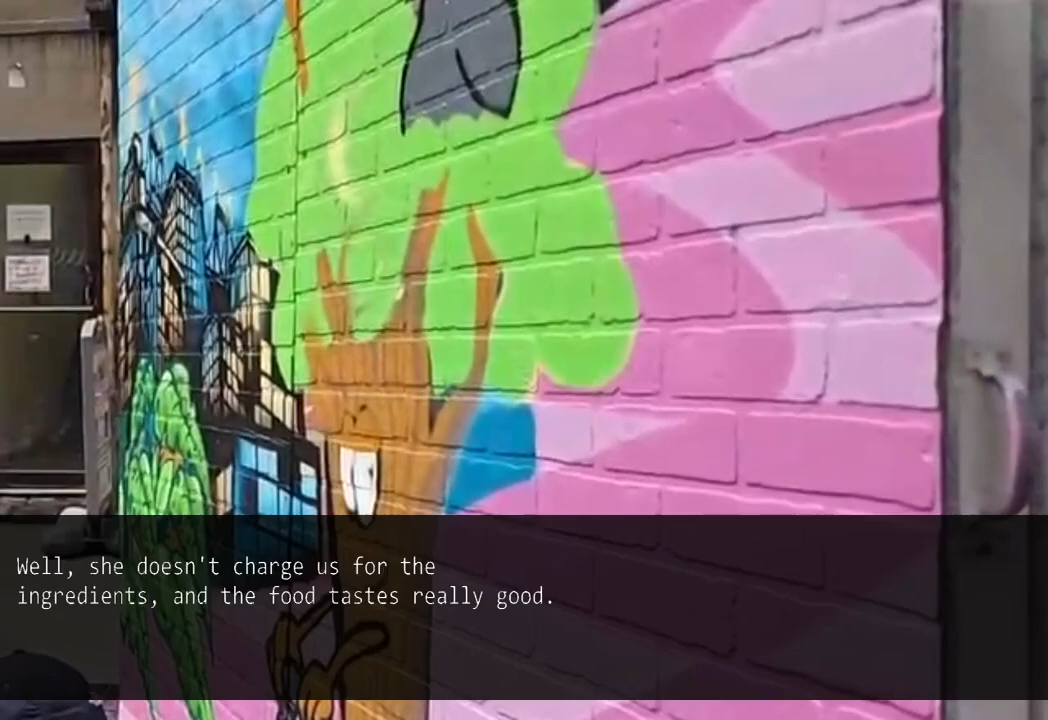 Well, she doesn't charge us for the
ingredients, and the food tastes really good.